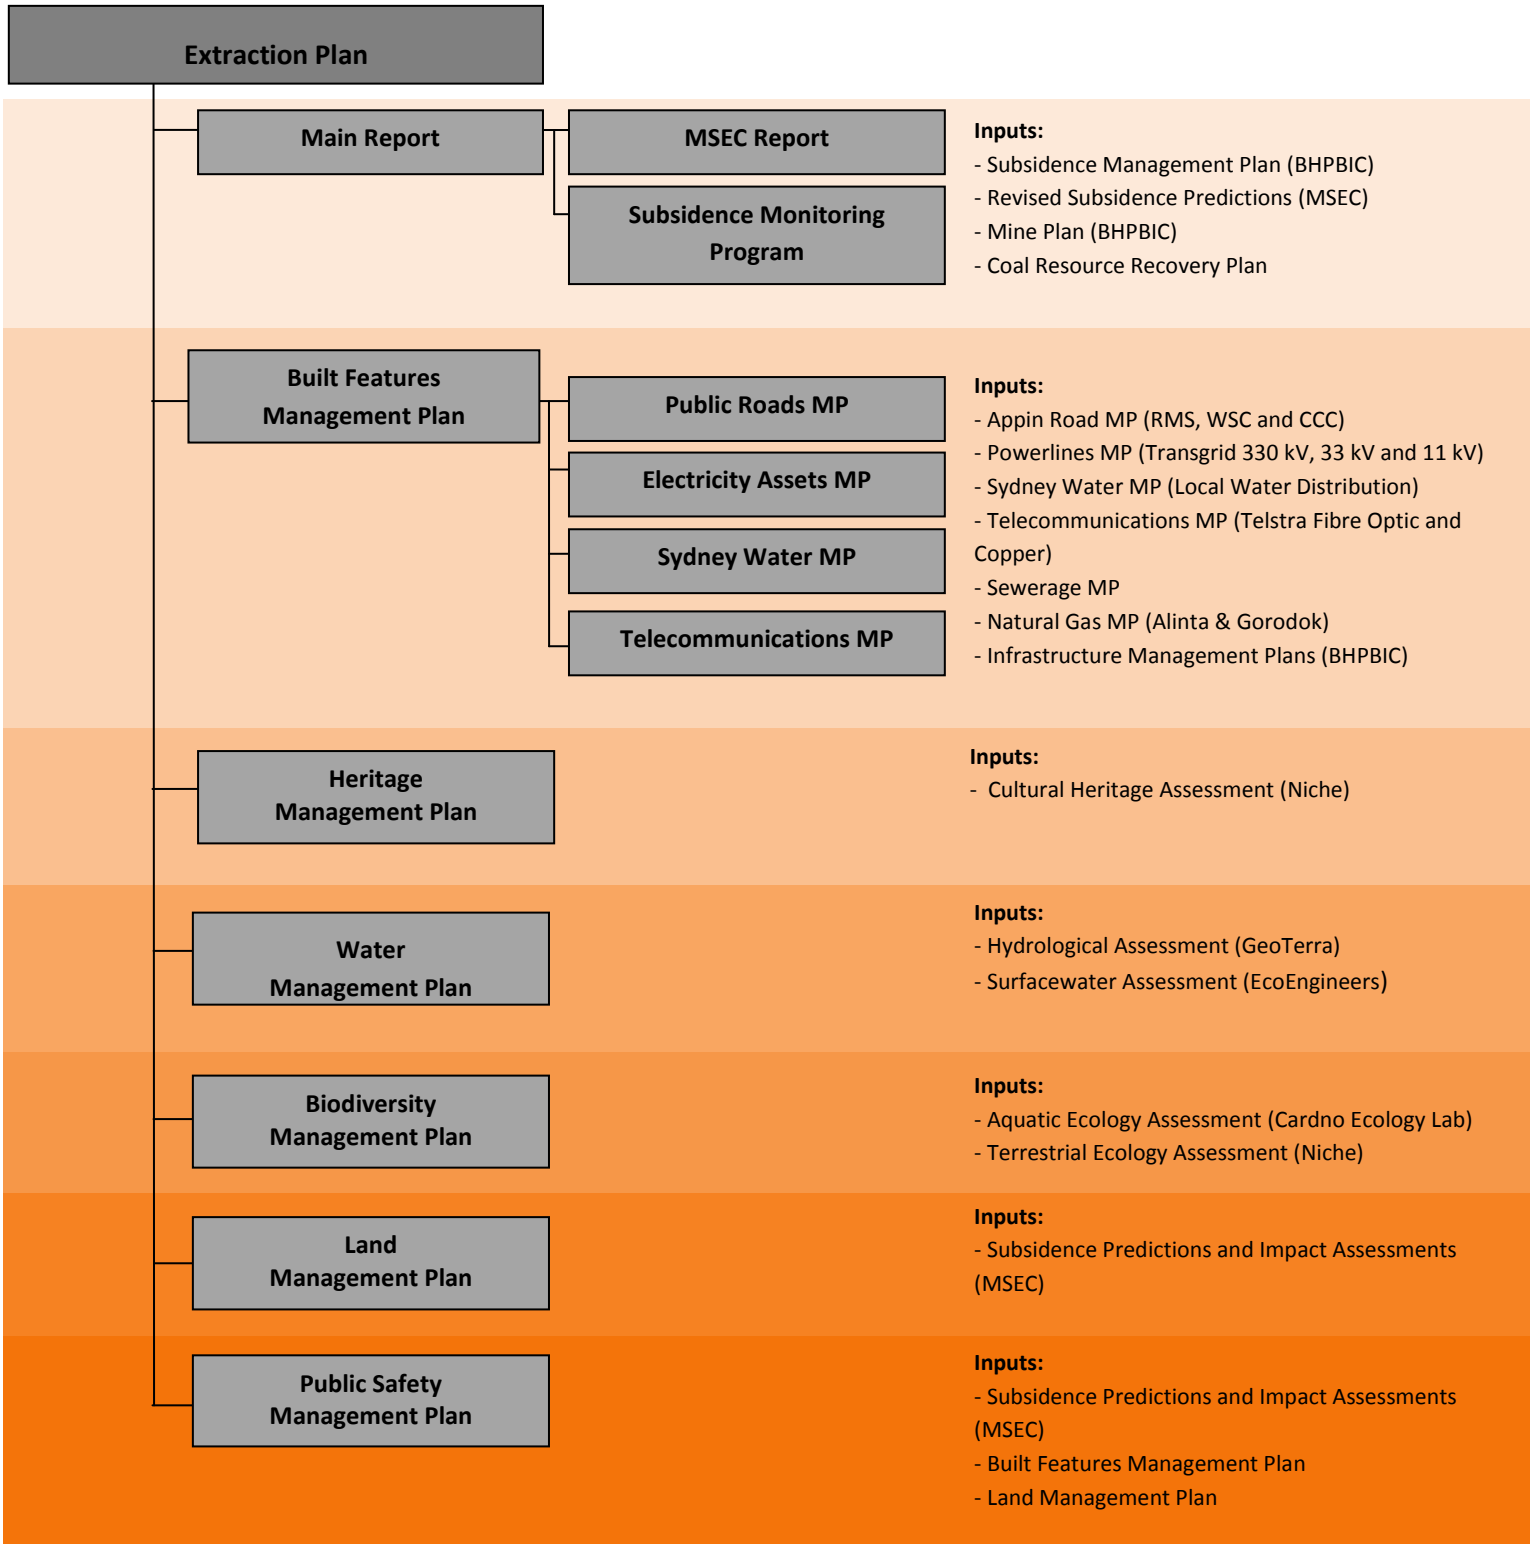 Extraction Plan
Main Report
MSEC Report
Subsidence Monitoring
Program
Inputs:
- Subsidence Management Plan (BHPBIC)
- Revised Subsidence Predictions (MSEC)
- Mine Plan (BHPBIC)
- Coal Resource Recovery Plan
Built Features
Management Plan
Public Roads MP
Electricity Assets MP
Sydney Water MP
Telecommunications MP
Inputs:
- Appin Road MP (RMS, WSC and CCC)
- Powerlines MP (Transgrid 330 kV, 33 kV and 11 kV)
- Sydney Water MP (Local Water Distribution)
- Telecommunications MP (Telstra Fibre Optic and
Copper)
- Sewerage MP
- Natural Gas MP (Alinta & Gorodok)
- Infrastructure Management Plans (BHPBIC)
Heritage
Management Plan
Inputs:
- Cultural Heritage Assessment (Niche)
Water
Management Plan
Inputs:
- Hydrological Assessment (GeoTerra)
- Surfacewater Assessment (EcoEngineers)
Biodiversity
Management Plan
Inputs:
- Aquatic Ecology Assessment (Cardno Ecology Lab)
- Terrestrial Ecology Assessment (Niche)
Land
Management Plan
Inputs:
- Subsidence Predictions and Impact Assessments
(MSEC)
Public Safety
Management Plan
Inputs:
- Subsidence Predictions and Impact Assessments
(MSEC)
- Built Features Management Plan
- Land Management Plan